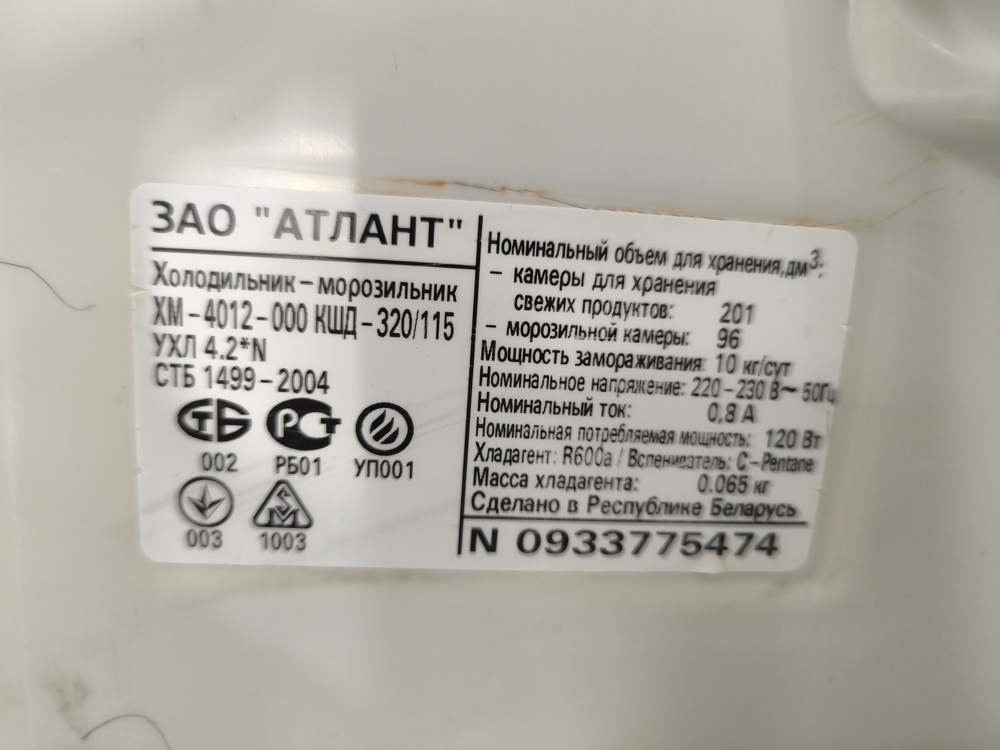 ЗАО "АТЛАНТ"
Холодильник-морозильник
ХМ-4012-000 КШД-320/115
УХЛ 4.2*N
СТБ 1499-2004
СТБ РСТ
002 РБ01 УП001
003 1003
Номинальный объем для хранения,дм³:
- камеры для хранения
свежих продуктов: 201
- морозильной камеры: 96
Мощность замораживания: 10 кг/сут
Номинальное напряжение: 220-230 В~ 50Гц
Номинальный ток: 0,8 А
Номинальная потребляемая мощность: 120 Вт
Хладагент: R600a / Вспениватель: C-Pentane
Масса хладагента: 0.065 кг
Сделано в Республике Беларусь
N 0933775474